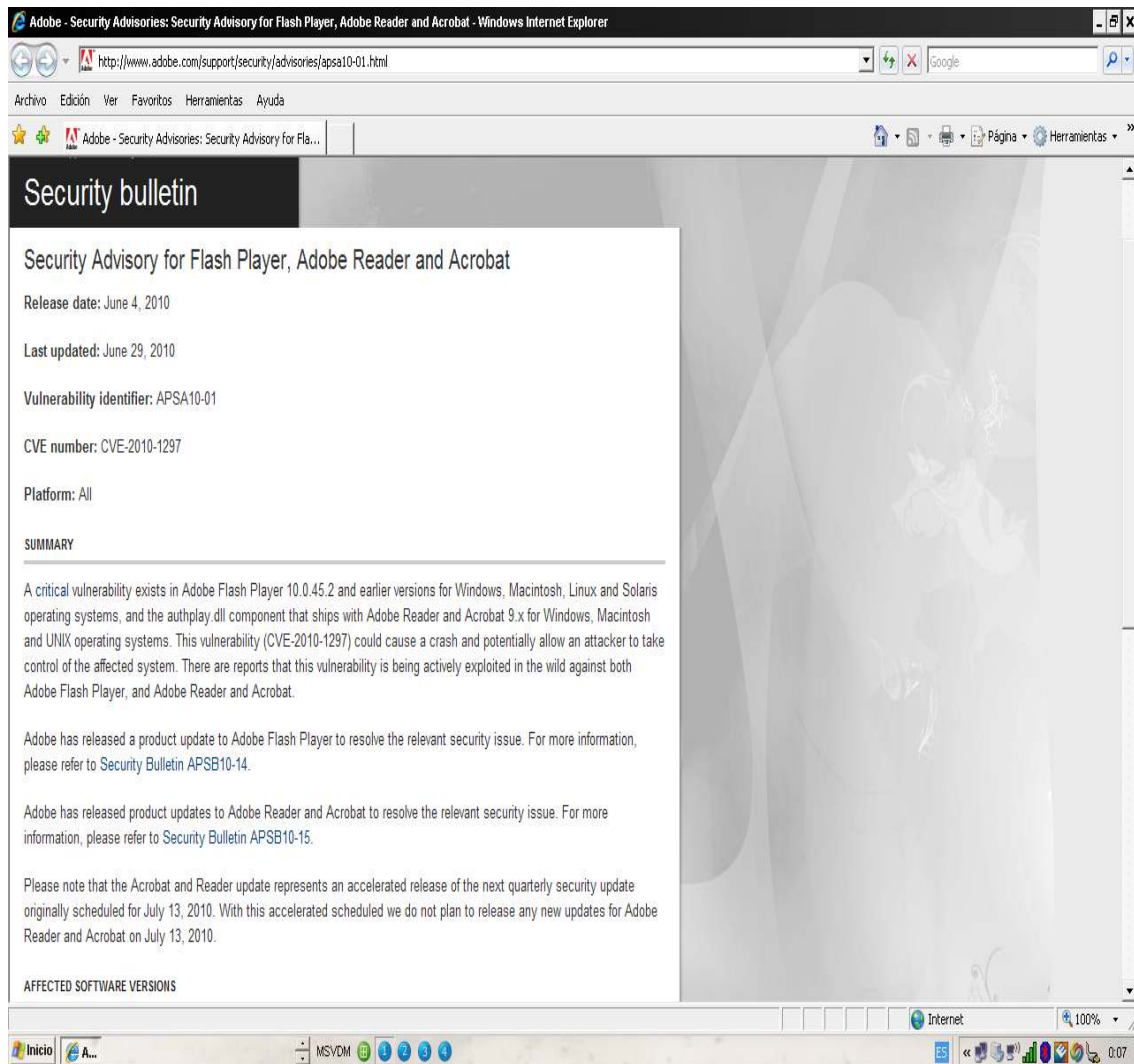 Adobe - Security Advisories: Security Advisory for Flash Player, Adobe Reader and Acrobat - Windows Internet Explorer
http://www.adobe.com/support/security/advisories/apsa10-01.html
Google
Archivo Edición Ver Favoritos Herramientas Ayuda
Adobe - Security Advisories: Security Advisory for Fla...
Página Herramientas
Security bulletin
Security Advisory for Flash Player, Adobe Reader and Acrobat
Release date: June 4, 2010
Last updated: June 29, 2010
Vulnerability identifier: APSA10-01
CVE number: CVE-2010-1297
Platform: All
SUMMARY
A critical vulnerability exists in Adobe Flash Player 10.0.45.2 and earlier versions for Windows, Macintosh, Linux and Solaris
operating systems, and the authplay.dll component that ships with Adobe Reader and Acrobat 9.x for Windows, Macintosh
and UNIX operating systems. This vulnerability (CVE-2010-1297) could cause a crash and potentially allow an attacker to take
control of the affected system. There are reports that this vulnerability is being actively exploited in the wild against both
Adobe Flash Player, and Adobe Reader and Acrobat.
Adobe has released a product update to Adobe Flash Player to resolve the relevant security issue. For more information,
please refer to Security Bulletin APSB10-14.
Adobe has released product updates to Adobe Reader and Acrobat to resolve the relevant security issue. For more
information, please refer to Security Bulletin APSB10-15.
Please note that the Acrobat and Reader update represents an accelerated release of the next quarterly security update
originally scheduled for July 13, 2010. With this accelerated scheduled we do not plan to release any new updates for Adobe
Reader and Acrobat on July 13, 2010.
AFFECTED SOFTWARE VERSIONS
Internet 100%
Inicio A... MSVDM 1 2 3 4 ES 0:07